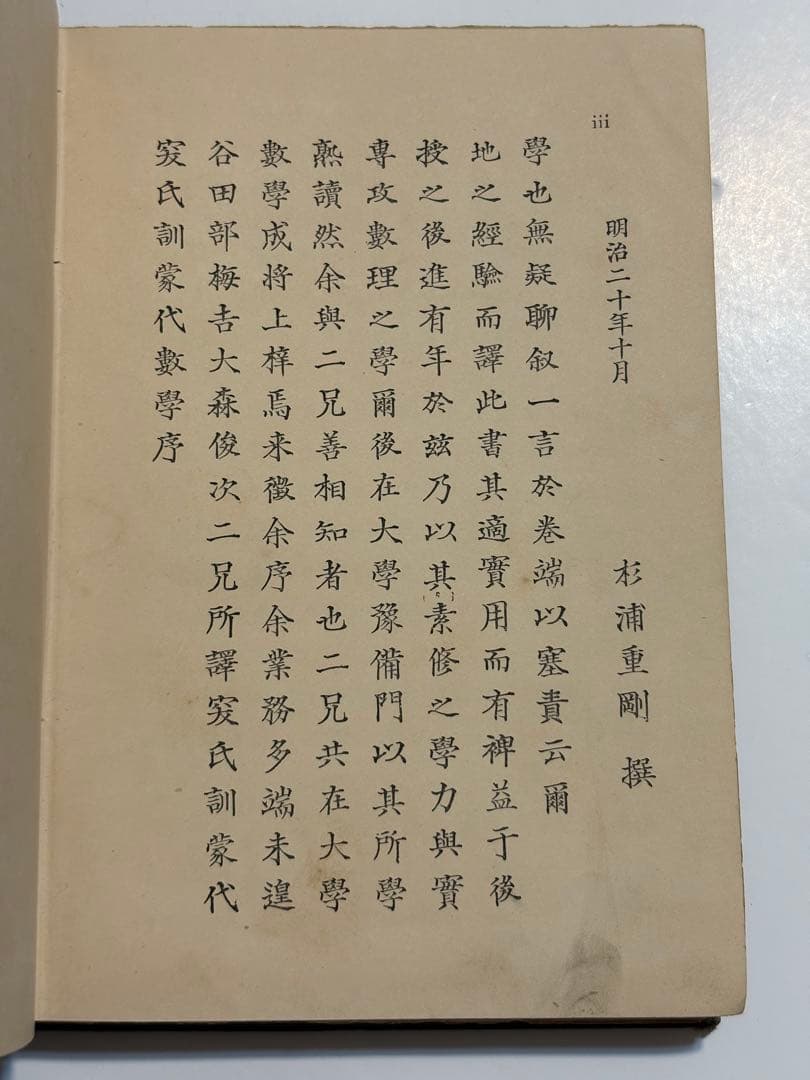 iii
突氏訓蒙代數學序
谷田部梅吉大森俊次二兄所譯突氏訓蒙代
數學成將上梓焉来徵余序余業務多端未遑
熟讀然余與二兄善相知者也二兄共在大學
專攻數理之學爾後在大學豫備門以其所學
授之後進有年於兹乃以其素修之學力與實
地之經驗而譯此書其適實用而有裨益于後
學也無疑聊叙一言於卷端以塞責云爾
明治二十年十月
杉浦重剛 撰